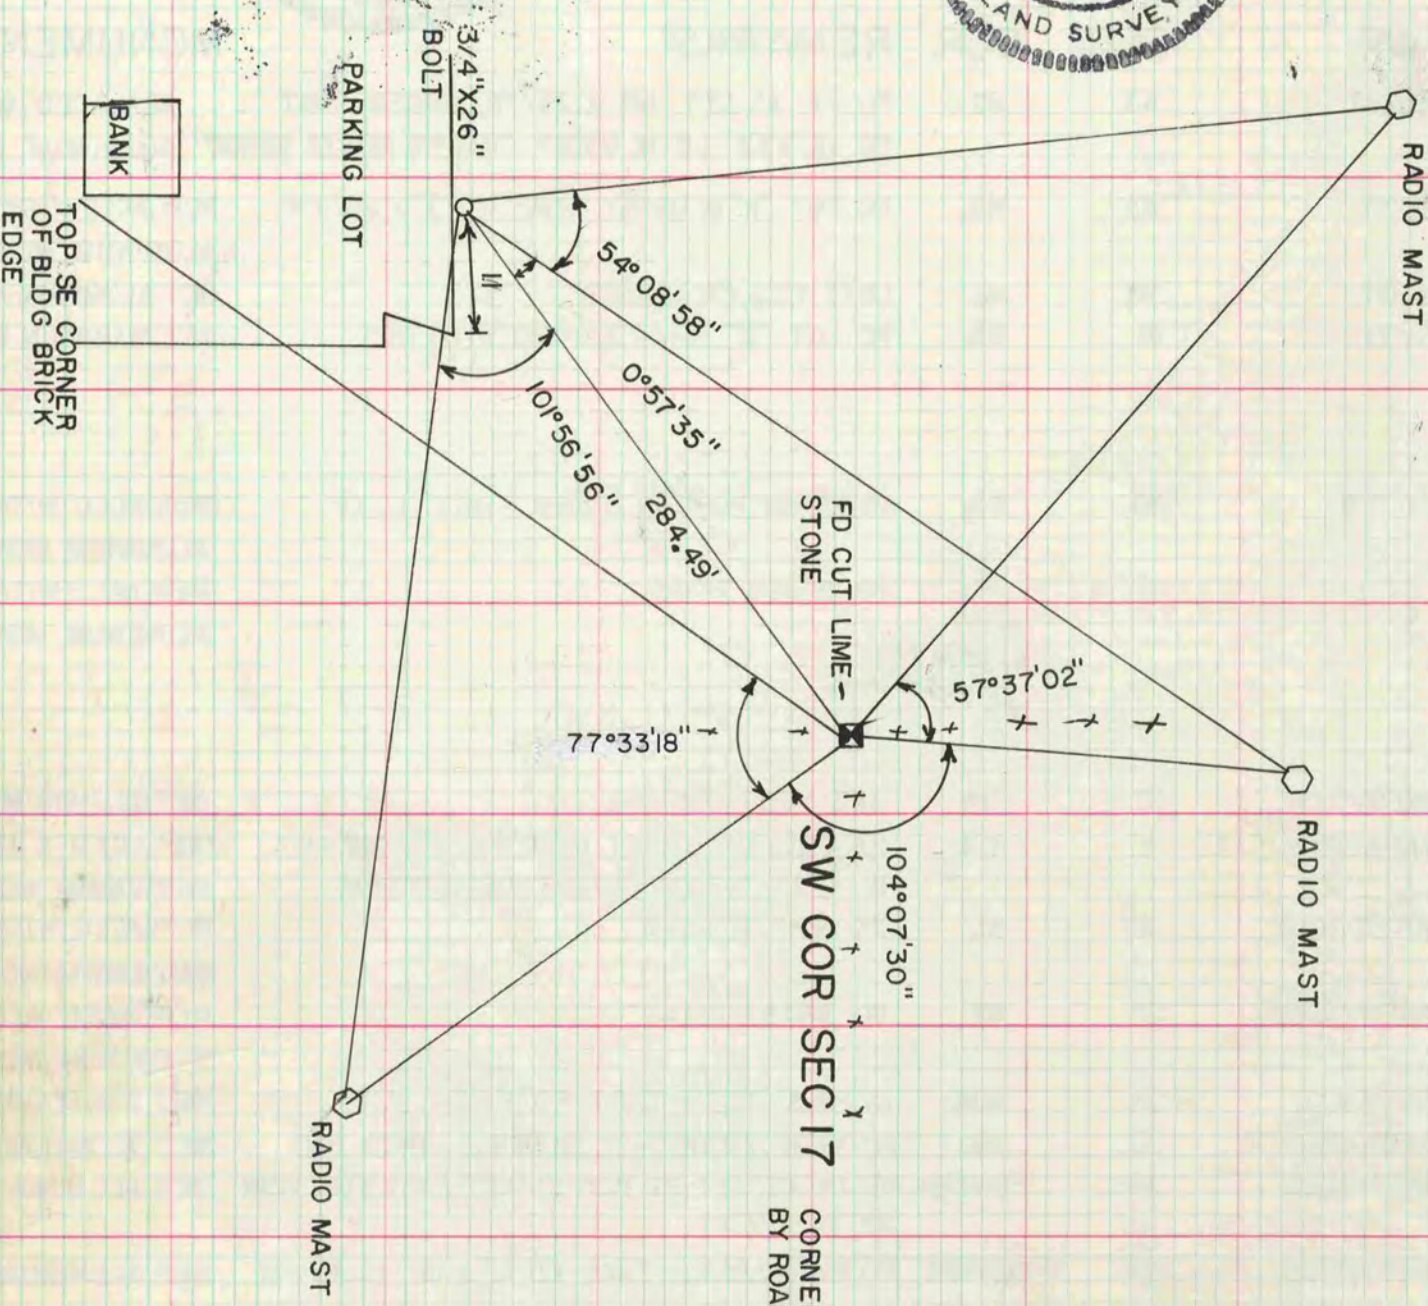 LAND SURVEY
RADIO MAST
3/4"X26"
BOLT
PARKING LOT
BANK
TOP SE CORNER
OF BLDG BRICK
EDGE
54°08'58"
0°57'35"
101°56'56"
284.49'
FD CUT LIME-
STONE
57°37'02"
77°33'18"
104°07'30"
RADIO MAST
SW COR SEC 17
CORNE
BY ROA
RADIO MAST